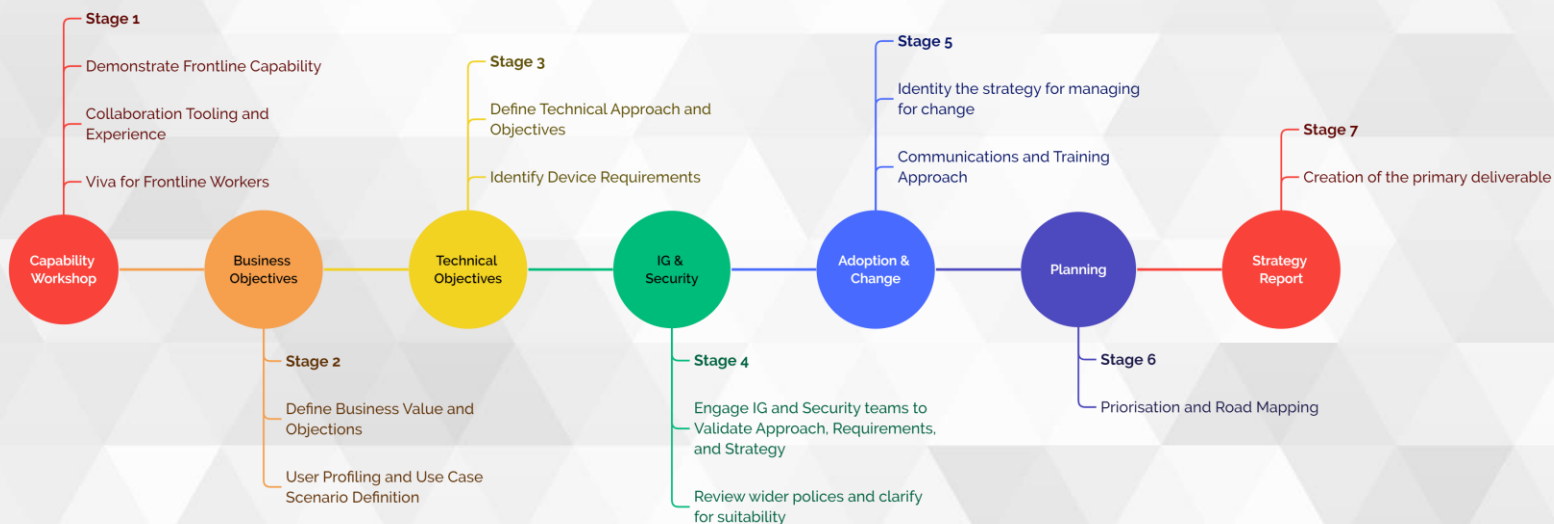 Stage 1
Demonstrate Frontline Capability
Collaboration Tooling and
Experience
Viva for Frontline Workers
Capability
Workshop
Business
Objectives
Stage 2
Define Business Value and
Objections
User Profiling and Use Case
Scenario Definition
Stage 3
Define Technical Approach and
Objectives
Identify Device Requirements
Technical
Objectives
IG &
Security
Stage 4
Engage IG and Security teams to
Validate Approach, Requirements,
and Strategy
Review wider polices and clarify
for suitability
Stage 5
Identity the strategy for managing
for change
Communications and Training
Approach
Adoption &
Change
Planning
Stage 6
Priorisation and Road Mapping
Stage 7
Creation of the primary deliverable
Strategy
Report